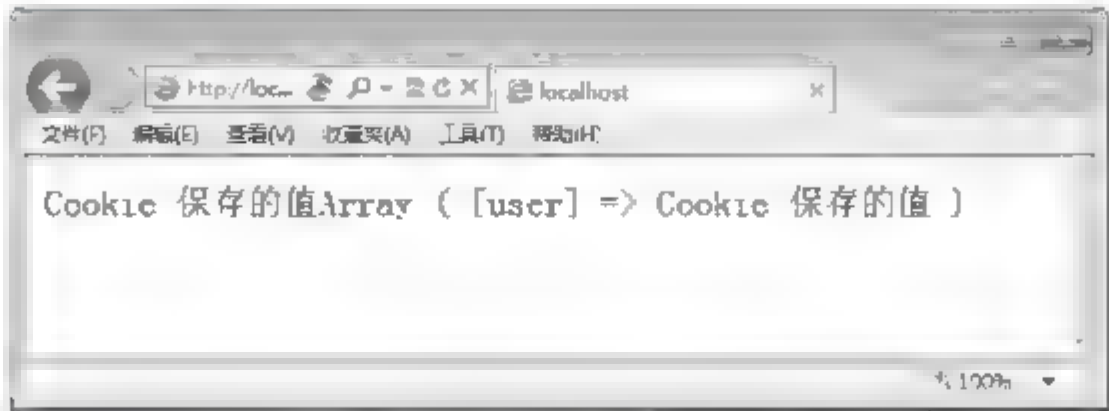 http://loc... localhost
文件(F) 编辑(E) 查看(V) 收藏夹(A) 工具(T) 帮助(H)
Cookie 保存的值Array ( [user] => Cookie 保存的值 )
100%